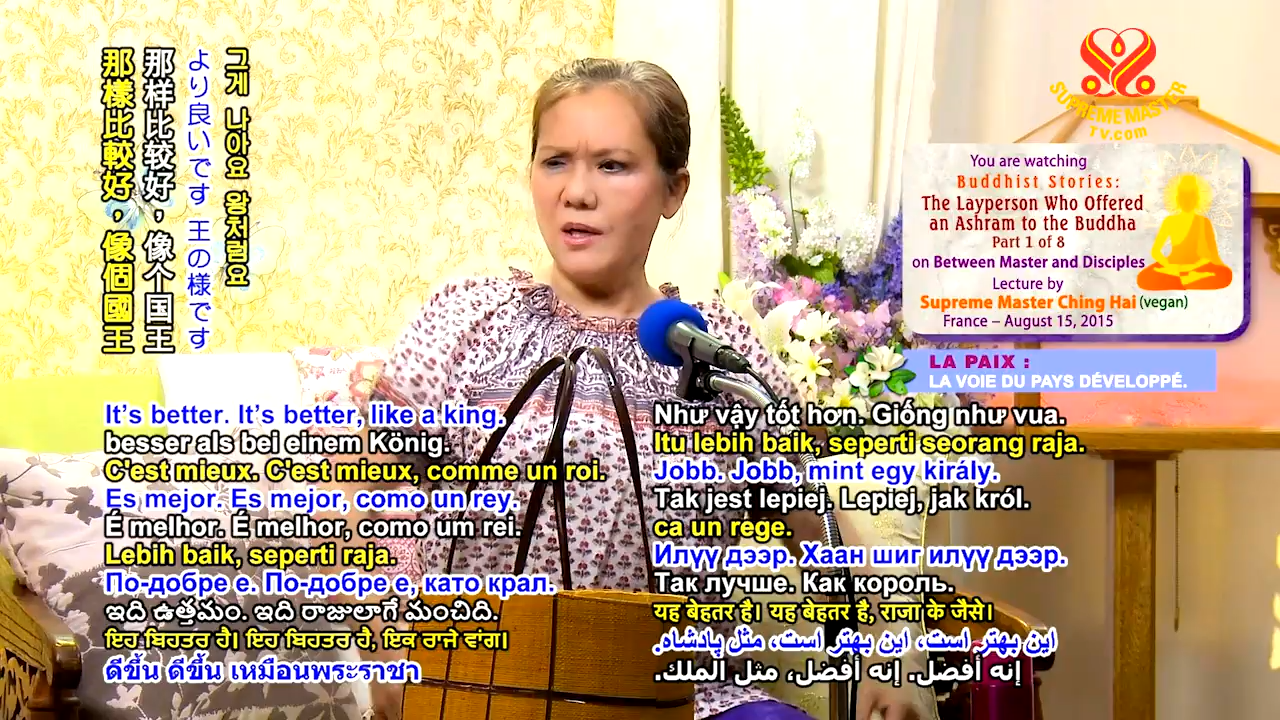 그게 나아요 왕처럼요
より良いです 王の様です
那样比较好，像个国王
那樣比較好，像個國王
SUPREME MASTER
TV.com
You are watching
Buddhist Stories:
The Layperson Who Offered
an Ashram to the Buddha
Part 1 of 8
on Between Master and Disciples
Lecture by
Supreme Master Ching Hai (vegan)
France – August 15, 2015
LA PAIX :
LA VOIE DU PAYS DÉVELOPPÉ.
It's better. It's better, like a king.
besser als bei einem König.
C'est mieux. C'est mieux, comme un roi.
Es mejor. Es mejor, como un rey.
É melhor. É melhor, como um rei.
Lebih baik, seperti raja.
По-добре е. По-добре е, като крал.
ఇది ఉత్తమం. ఇది రాజులాగే మంచిది.
ਇਹ ਬਿਹਤਰ ਹੈ। ਇਹ ਬਿਹਤਰ ਹੈ, ਇਕ ਰਾਜੇ ਵਾਂਗ।
ดีขึ้น ดีขึ้น เหมือนพระราชา
Như vậy tốt hơn. Giống như vua.
Itu lebih baik, seperti seorang raja.
Jobb. Jobb, mint egy király.
Tak jest lepiej. Lepiej, jak król.
ca un rege.
Илүү дээр. Хаан шиг илүү дээр.
Так лучше. Как король.
यह बेहतर है। यह बेहतर है, राजा के जैसे।
این بهتر است، این بهتر است، مثل پادشاه.
إنه أفضل. إنه أفضل، مثل الملك.